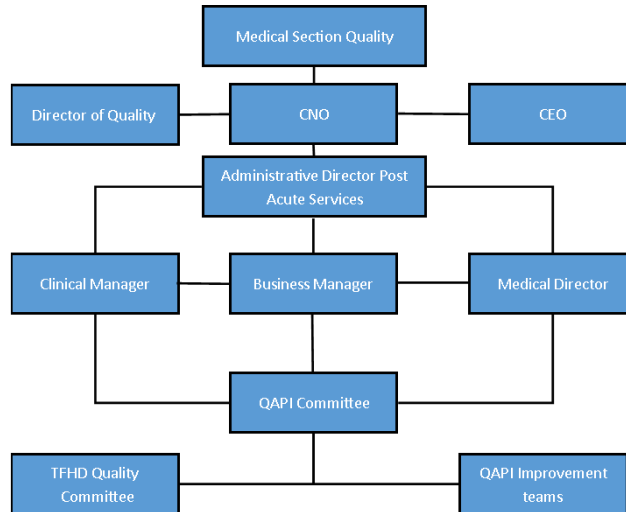 Medical Section Quality
Director of Quality
CNO
CEO
Administrative Director Post
Acute Services
Clinical Manager
Business Manager
Medical Director
QAPI Committee
TFHD Quality
Committee
QAPI Improvement
teams